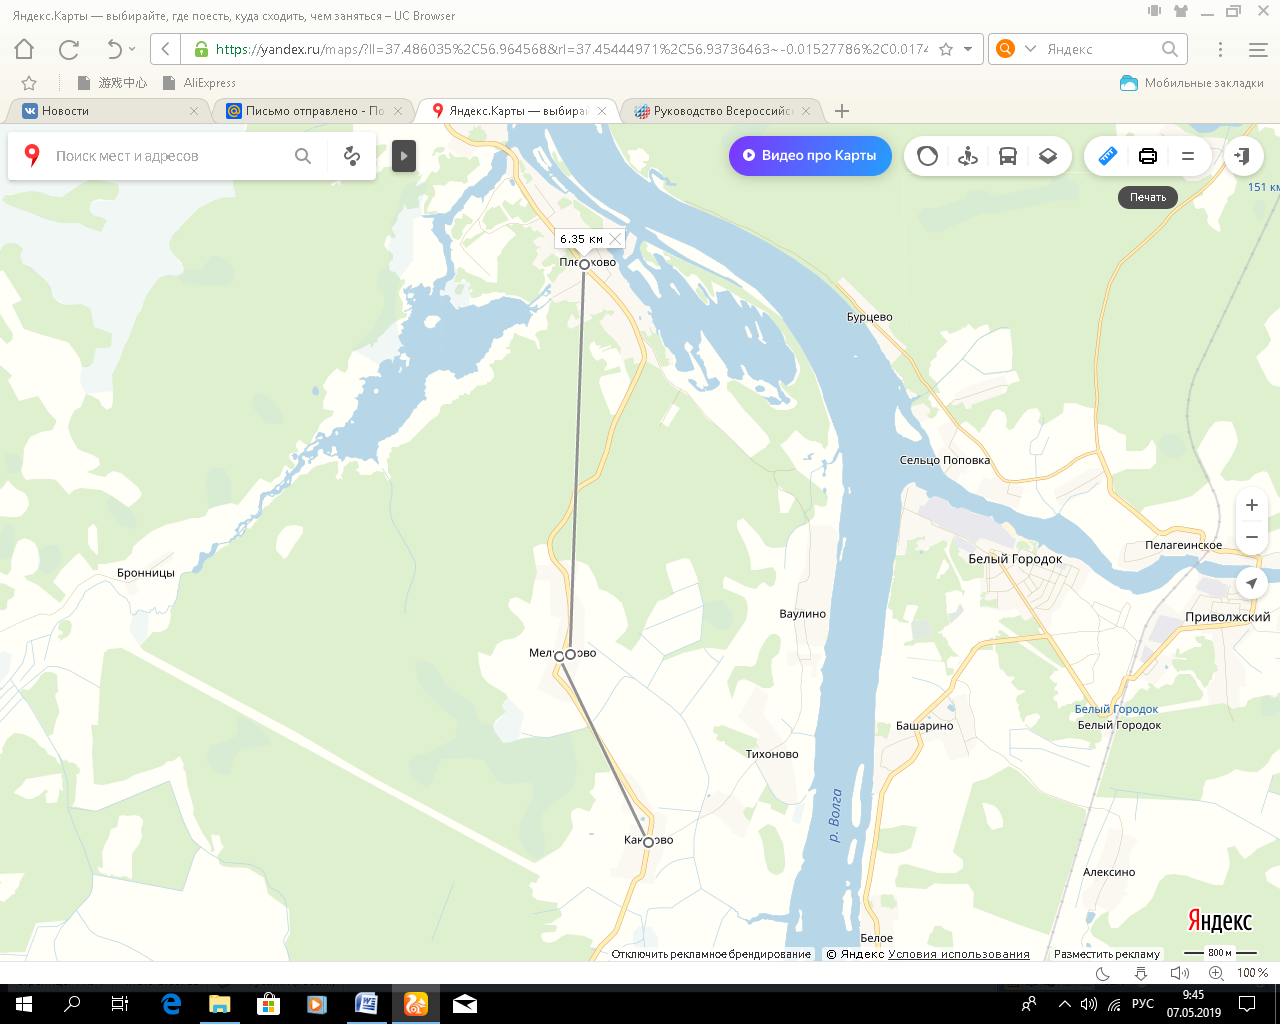 Яндекс.Карты — выбирайте, где поесть, куда сходить, чем заняться – UC Browser
https://yandex.ru/maps/?ll=37.486035%2C56.964568&rl=37.45444971%2C56.93736463~-0.01527786%2C0.0174
Яндекс
游戏中心
AliExpress
Мобильные закладки
Новости
Письмо отправлено - По
Яндекс.Карты — выбирай
Руководство Всероссийск
Поиск мест и адресов
Видео про Карты
Печать
151 км
6.35 км
Бурцево
Сельцо Поповка
Пелагеинское
Белый Городок
Бронницы
Ваулино
Приволжский
Белый Городок
Белый Городок
Башарино
Тихоново
р. Волга
Алексино
Яндекс
Белое
Отключить рекламное брендирование
© Яндекс Условия использования
Разместить рекламу
800 м
100 %
РУС
9:45
07.05.2019